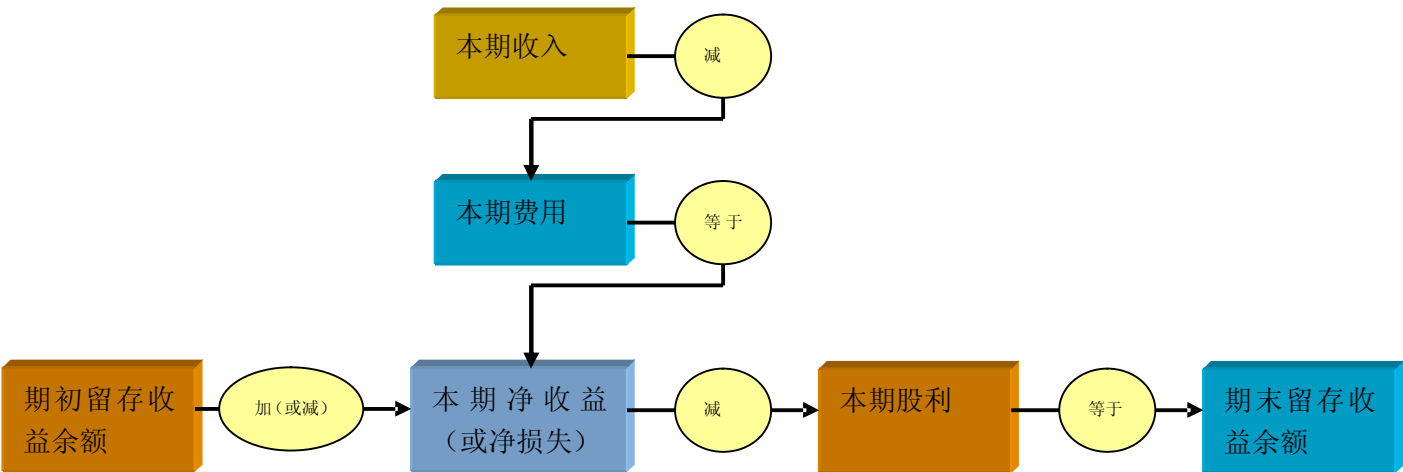 本期收入
减
本期费用
等于
期初留存收
益余额
加（或减）
本期净收益
（或净损失）
减
本期股利
等于
期末留存收
益余额